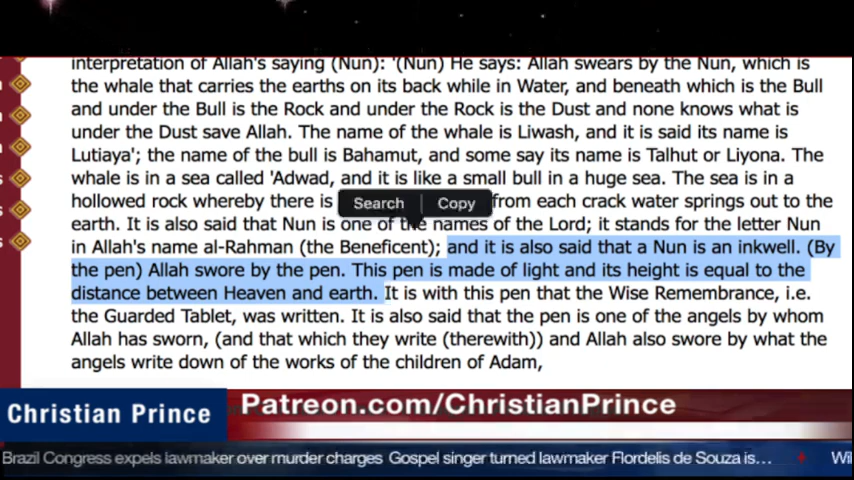 interpretation of Allah's saying (Nun): '(Nun) He says: Allah swears by the Nun, which is
the whale that carries the earths on its back while in Water, and beneath which is the Bull
and under the Bull is the Rock and under the Rock is the Dust and none knows what is
under the Dust save Allah. The name of the whale is Liwash, and it is said its name is
Lutiaya'; the name of the bull is Bahamut, and some say its name is Talhut or Liyona. The
whale is in a sea called 'Adwad, and it is like a small bull in a huge sea. The sea is in a
hollowed rock whereby there is
Search
Copy
from each crack water springs out to the
earth. It is also said that Nun is one of the names of the Lord; it stands for the letter Nun
in Allah's name al-Rahman (the Beneficent); and it is also said that a Nun is an inkwell. (By
the pen) Allah swore by the pen. This pen is made of light and its height is equal to the
distance between Heaven and earth. It is with this pen that the Wise Remembrance, i.e.
the Guarded Tablet, was written. It is also said that the pen is one of the angels by whom
Allah has sworn, (and that which they write (therewith)) and Allah also swore by what the
angels write down of the works of the children of Adam,
Christian Prince
Patreon.com/ChristianPrince
Brazil Congress expels lawmaker over murder charges Gospel singer turned lawmaker Flordelis de Souza is...